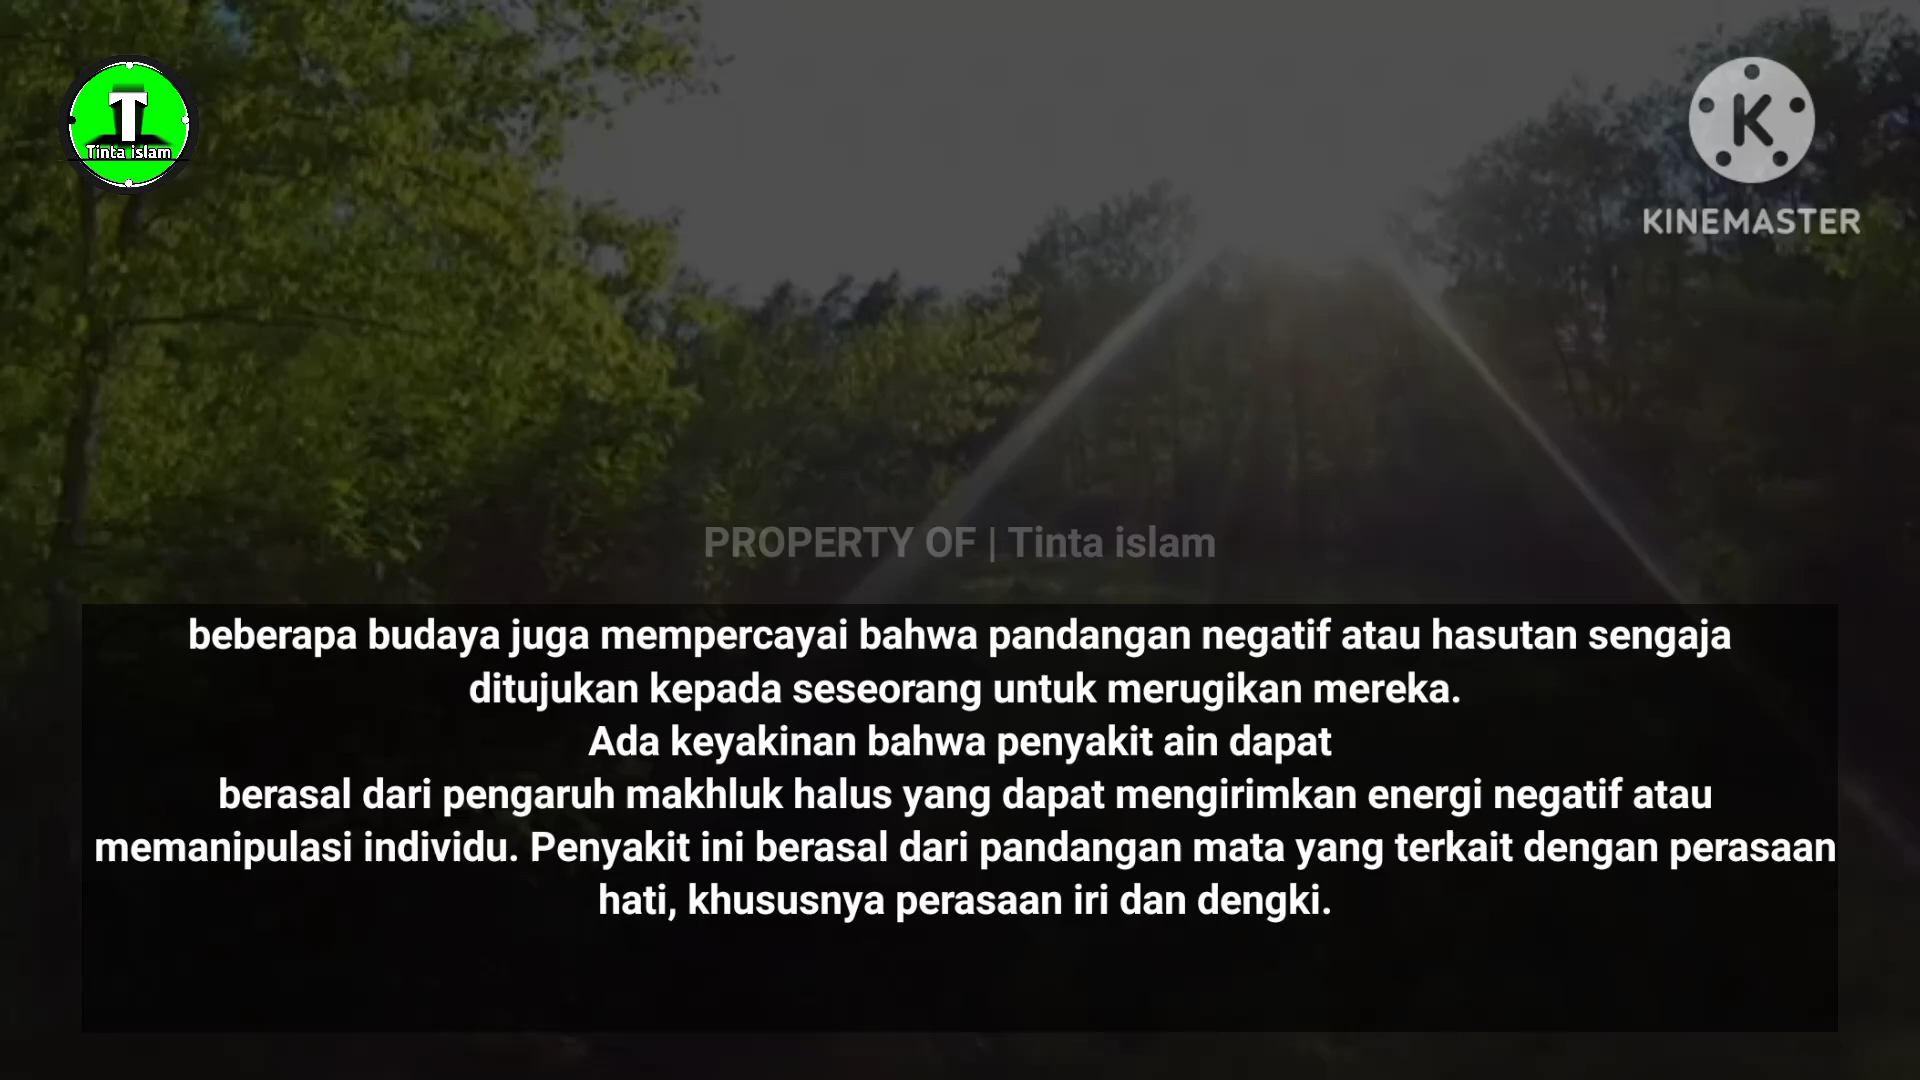 T
Tinta islam
K
KINEMASTER
PROPERTY OF | Tinta islam
beberapa budaya juga mempercayai bahwa pandangan negatif atau hasutan sengaja
ditujukan kepada seseorang untuk merugikan mereka.
Ada keyakinan bahwa penyakit ain dapat
berasal dari pengaruh makhluk halus yang dapat mengirimkan energi negatif atau
memanipulasi individu. Penyakit ini berasal dari pandangan mata yang terkait dengan perasaan
hati, khususnya perasaan iri dan dengki.